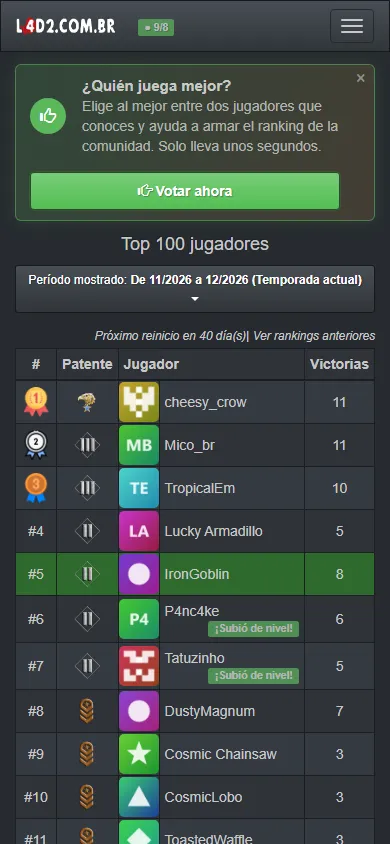 L4D2.COM.BR
9/8
¿Quién juega mejor?
×
Elige al mejor entre dos jugadores que
conoces y ayuda a armar el ranking de la
comunidad. Solo lleva unos segundos.
Votar ahora
Top 100 jugadores
Período mostrado: De 11/2026 a 12/2026 (Temporada actual)
Próximo reinicio en 40 día(s)| Ver rankings anteriores
# Patente Jugador Victorias
1 cheesy_crow 11
2 MB Mico_br 11
3 TE TropicalEm 10
#4 LA Lucky Armadillo 5
#5 IronGoblin 8
#6 P4 P4nc4ke 6
¡Subió de nivel!
#7 Tatuzinho 5
¡Subió de nivel!
#8 DustyMagnum 7
#9 Cosmic Chainsaw 3
#10 CosmicLobo 3
#11 ToastedWaffle 3